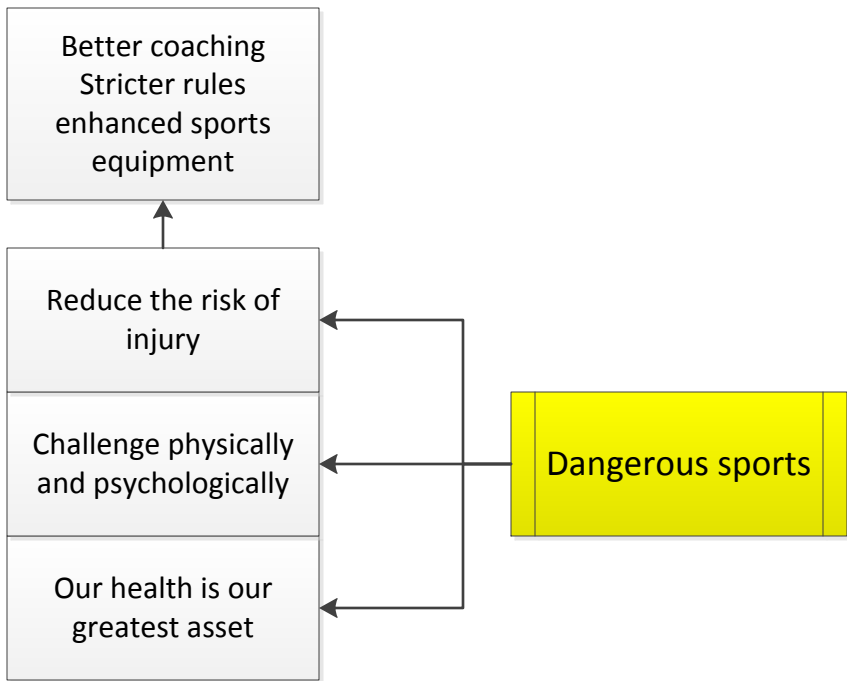 Better coaching
Stricter rules
enhanced sports
equipment
Reduce the risk of
injury
Challenge physically
and psychologically
Dangerous sports
Our health is our
greatest asset